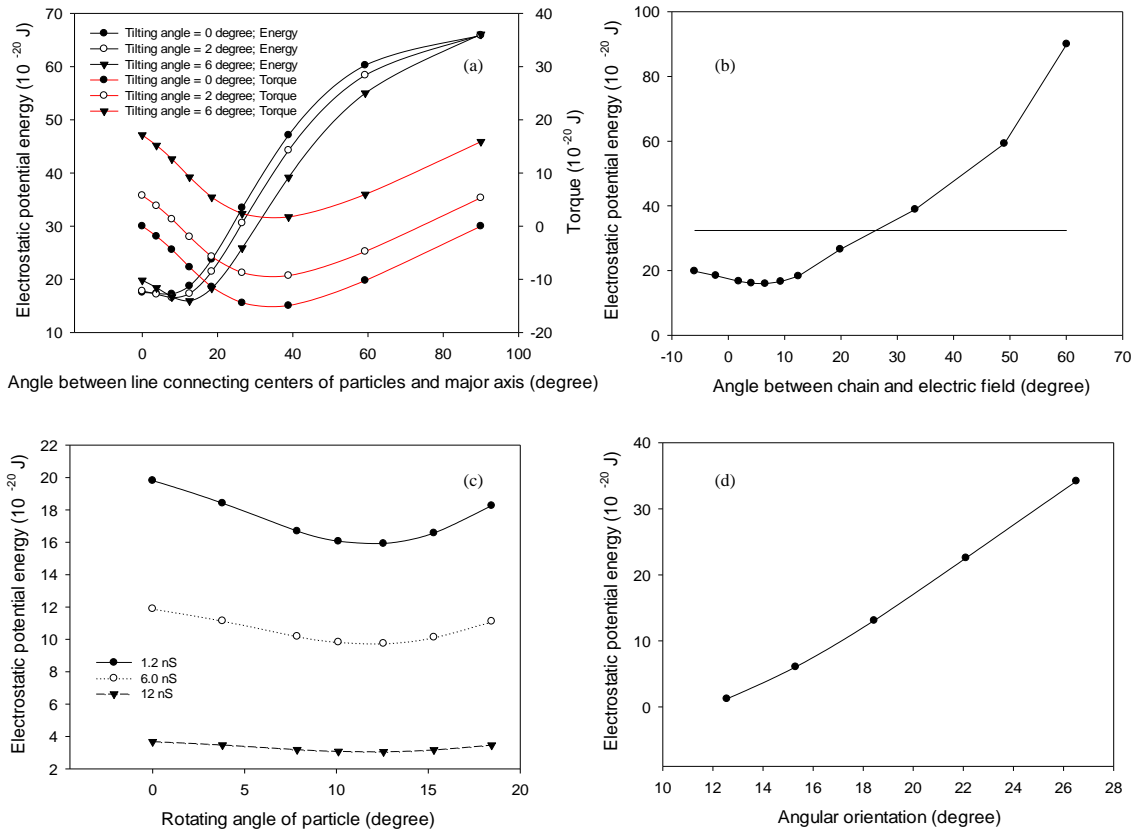 Electrostatic potential energy (10 -20 J)
70
60
50
40
30
20
10
Tilting angle = 0 degree; Energy
Tilting angle = 2 degree; Energy
Tilting angle = 6 degree; Energy
Tilting angle = 0 degree; Torque
Tilting angle = 2 degree; Torque
Tilting angle = 6 degree; Torque
(a)
40
30
20
10
0
-10
-20
Torque (10 -20 J)
0 20 40 60 80 100
Angle between line connecting centers of particles and major axis (degree)
Electrostatic potential energy (10 -20 J)
100
80
60
40
20
0
(b)
-10 0 10 20 30 40 50 60 70
Angle between chain and electric field (degree)
Electrostatic potential energy (10 -20 J)
22
20
18
16
14
12
10
8
6
4
2
(c)
1.2 nS
6.0 nS
12 nS
0 5 10 15 20
Rotating angle of particle (degree)
Electrostatic potential energy (10 -20 J)
40
30
20
10
0
(d)
10 12 14 16 18 20 22 24 26 28
Angular orientation (degree)